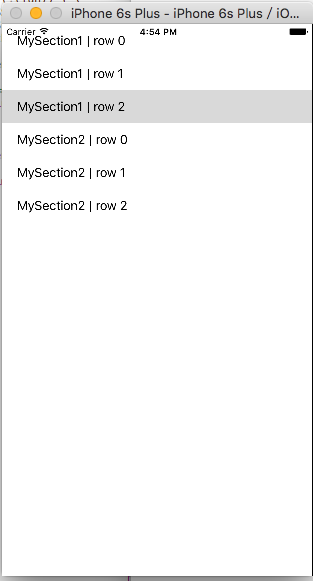 iPhone 6s Plus - iPhone 6s Plus / iO...
Carrier 4:54 PM
MySection1 | row 0
MySection1 | row 1
MySection1 | row 2
MySection2 | row 0
MySection2 | row 1
MySection2 | row 2